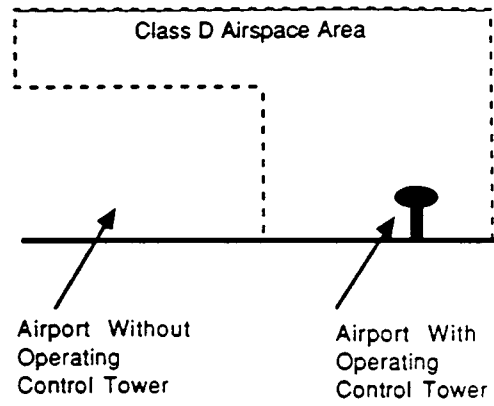 Class D Airspace Area
Airport Without
Operating
Control Tower
Airport With
Operating
Control Tower